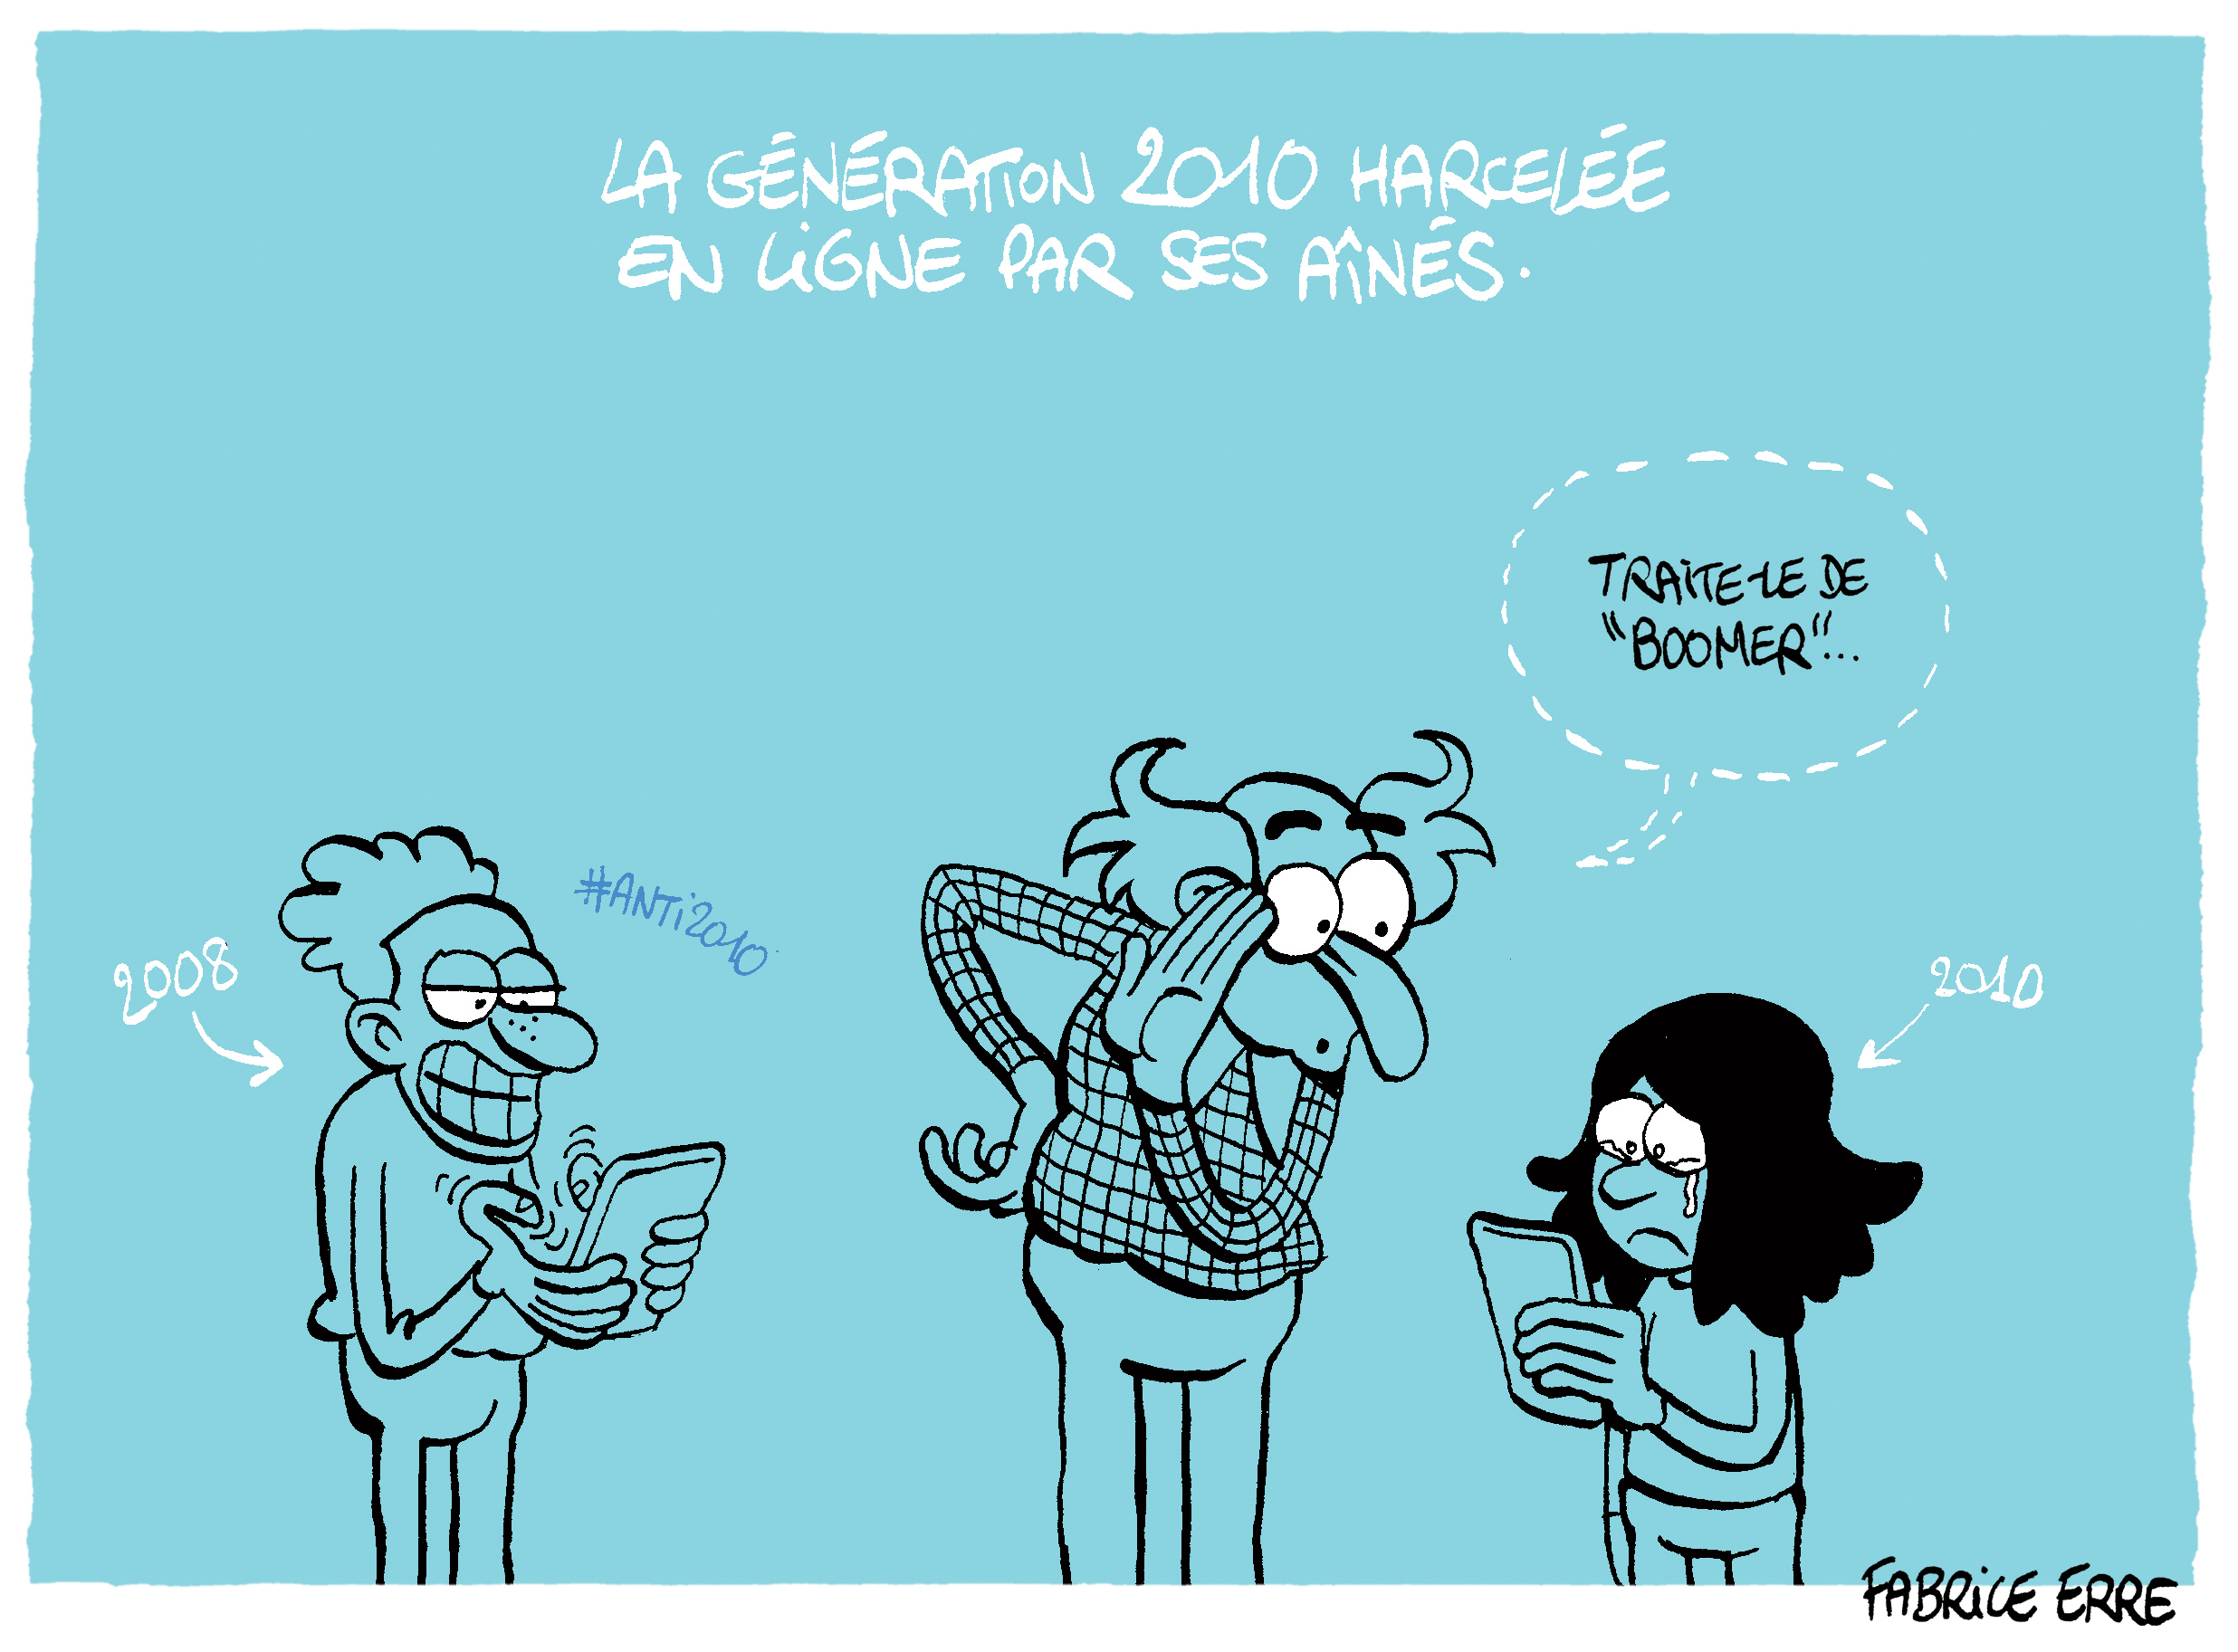 LA GÉNÉRATION 2010 HARCELÉE
EN LIGNE PAR SES AÎNÉS.
TRAITE-LE DE
"BOOMER"...
#ANTi2010
2008
2010
FABRICE ERRE